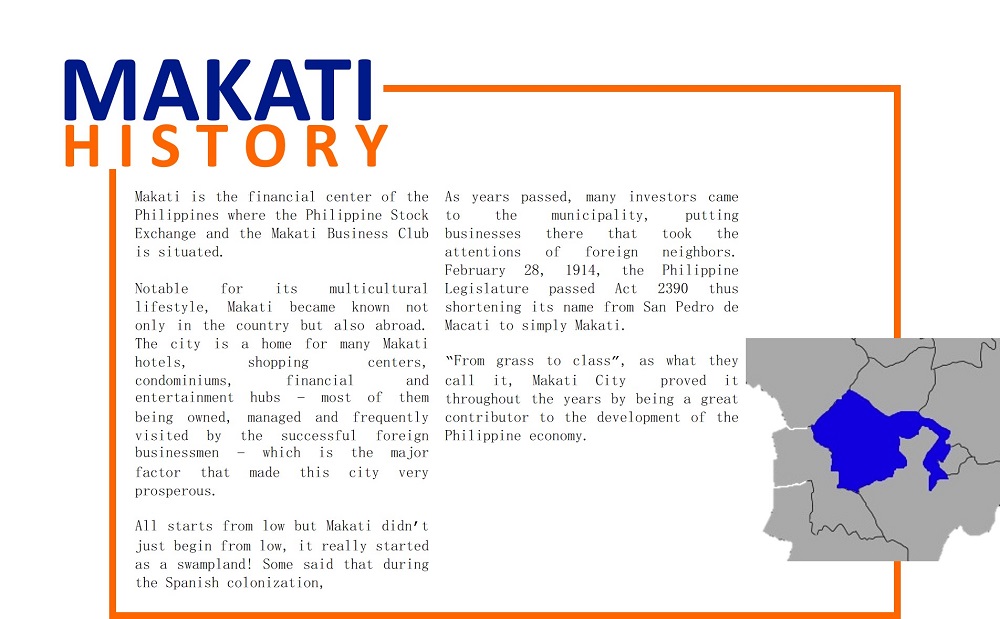 MAKATI
HISTORY
Makati is the financial center of the
Philippines where the Philippine Stock
Exchange and the Makati Business Club
is situated.
Notable for its multicultural
lifestyle, Makati became known not
only in the country but also abroad.
The city is a home for many Makati
hotels, shopping centers,
condominiums, financial and
entertainment hubs – most of them
being owned, managed and frequently
visited by the successful foreign
businessmen – which is the major
factor that made this city very
prosperous.
All starts from low but Makati didn't
just begin from low, it really started
as a swampland! Some said that during
the Spanish colonization,
As years passed, many investors came
to the municipality, putting
businesses there that took the
attentions of foreign neighbors.
February 28, 1914, the Philippine
Legislature passed Act 2390 thus
shortening its name from San Pedro de
Macati to simply Makati.
"From grass to class", as what they
call it, Makati City proved it
throughout the years by being a great
contributor to the development of the
Philippine economy.